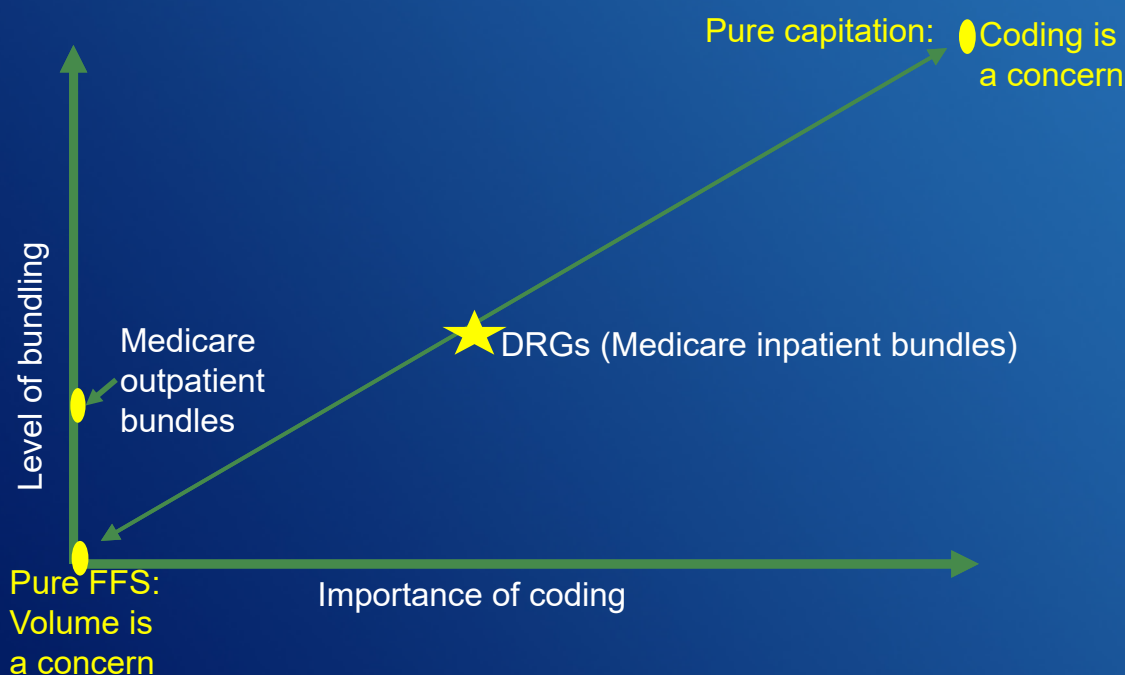 Pure capitation:
Coding is
a concern
Level of bundling
Medicare
outpatient
bundles
DRGs (Medicare inpatient bundles)
Pure FFS:
Volume is
a concern
Importance of coding